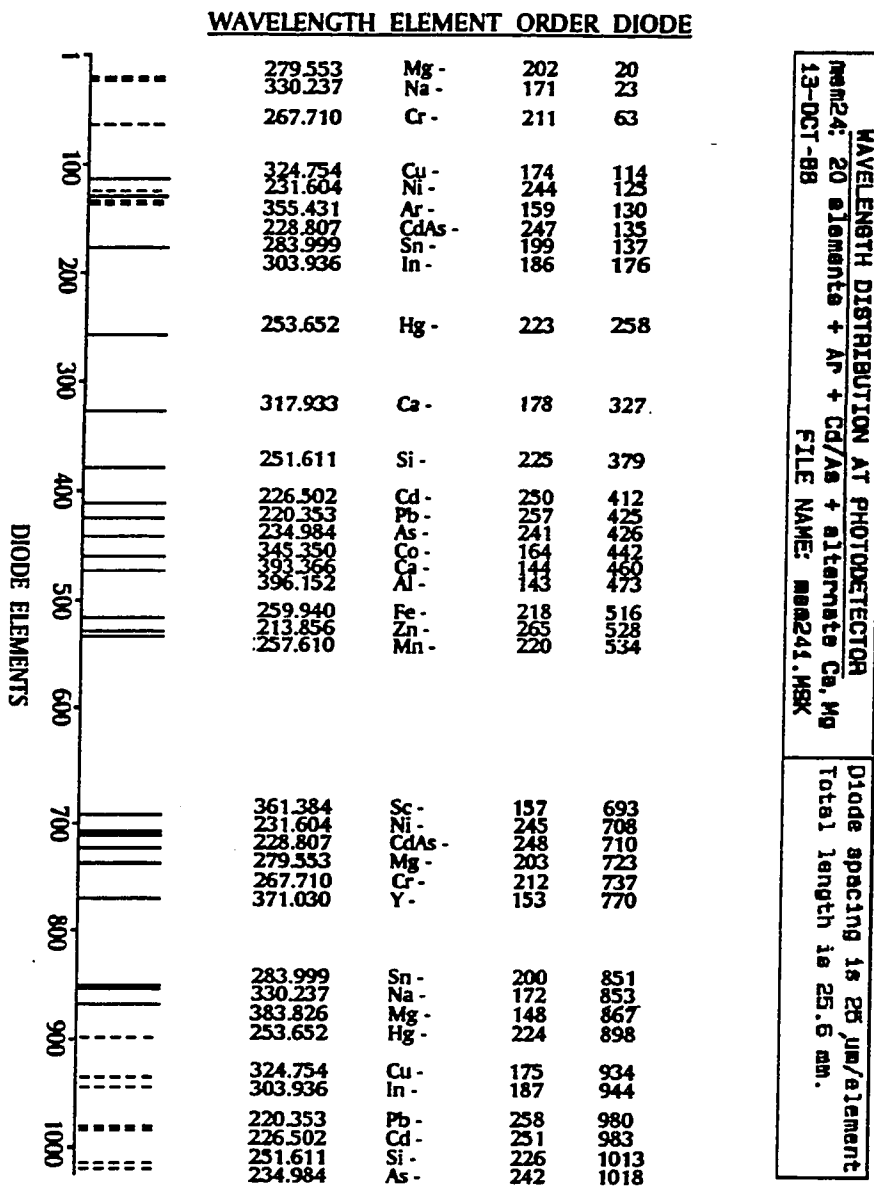 WAVELENGTH ELEMENT ORDER DIODE
279.553 Mg - 202 20
330.237 Na - 171 23
267.710 Cr - 211 63
324.754 Cu - 174 114
231.604 Ni - 244 125
355.431 Ar - 159 130
228.807 CdAs - 247 135
283.999 Sn - 199 137
303.936 In - 186 176
253.652 Hg - 223 258
317.933 Ca - 178 327
251.611 Si - 225 379
226.502 Cd - 250 412
220.353 Pb - 257 425
234.984 As - 241 426
345.350 Co - 164 442
393.366 Ca - 144 460
396.152 Al - 143 473
259.940 Fe - 218 516
213.856 Zn - 265 528
257.610 Mn - 220 534
361.384 Sc - 157 693
231.604 Ni - 245 708
228.807 CdAs - 248 710
279.553 Mg - 203 723
267.710 Cr - 212 737
371.030 Y - 153 770
283.999 Sn - 200 851
330.237 Na - 172 853
383.826 Mg - 148 867
253.652 Hg - 224 898
324.754 Cu - 175 934
303.936 In - 187 944
220.353 Pb - 258 980
226.502 Cd - 251 983
251.611 Si - 226 1013
234.984 As - 242 1018
1
100
200
300
400
500
600
700
800
900
1000
DIODE ELEMENTS
WAVELENGTH DISTRIBUTION AT PHOTODETECTOR
mem24: 20 elements + Ar + Cd/As + alternate Ca, Mg
13-OCT-88 FILE NAME: mem241.MSK
Diode spacing is 25 µm/element
Total length is 25.6 mm.